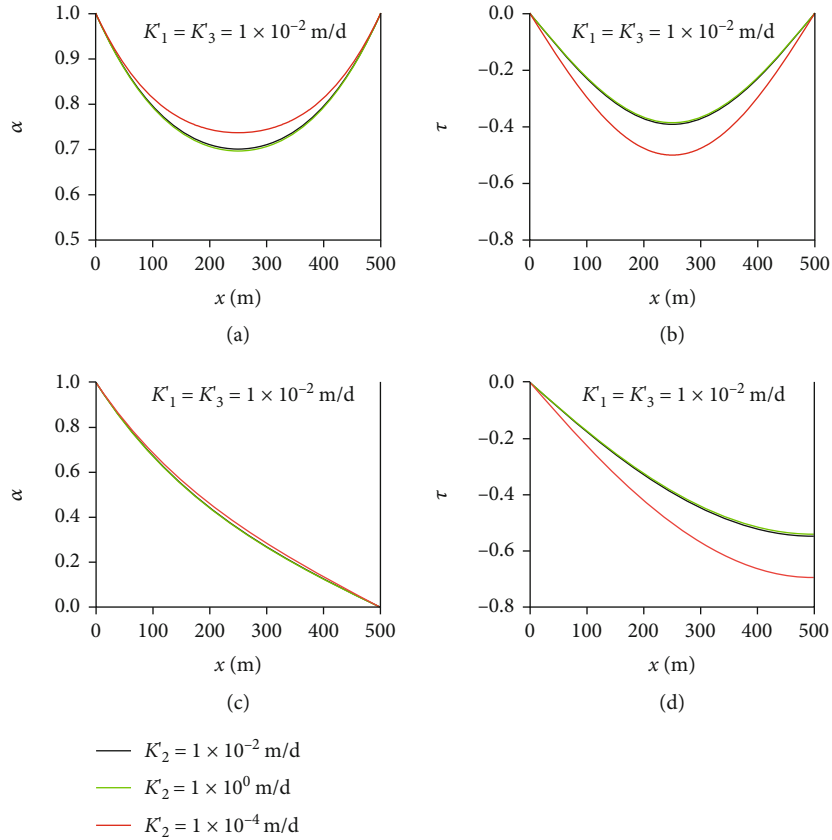 K'₁ = K'₃ = 1 × 10⁻² m/d
α
1.0
0.9
0.8
0.7
0.6
0.5
0 100 200 300 400 500
x (m)
(a)
K'₁ = K'₃ = 1 × 10⁻² m/d
τ
0.0
−0.2
−0.4
−0.6
−0.8
0 100 200 300 400 500
x (m)
(b)
K'₁ = K'₃ = 1 × 10⁻² m/d
α
1.0
0.8
0.6
0.4
0.2
0.0
0 100 200 300 400 500
x (m)
(c)
K'₁ = K'₃ = 1 × 10⁻² m/d
τ
0.0
−0.2
−0.4
−0.6
−0.8
0 100 200 300 400 500
x (m)
(d)
K'₂ = 1 × 10⁻² m/d
K'₂ = 1 × 10⁰ m/d
K'₂ = 1 × 10⁻⁴ m/d